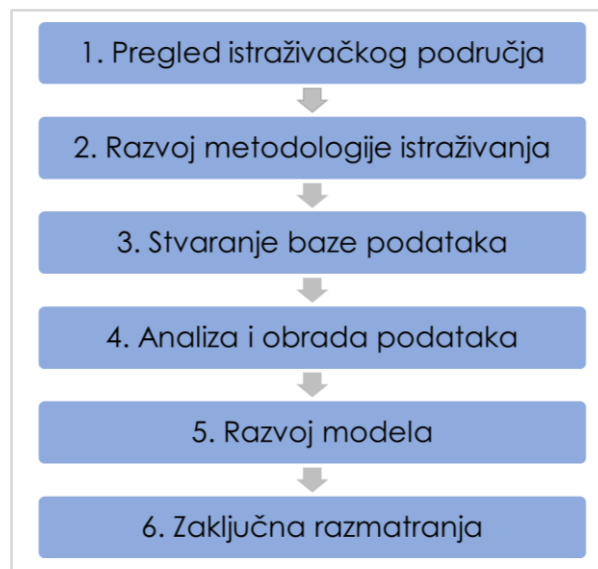 1. Pregled istraživačkog područja
2. Razvoj metodologije istraživanja
3. Stvaranje baze podataka
4. Analiza i obrada podataka
5. Razvoj modela
6. Zaključna razmatranja